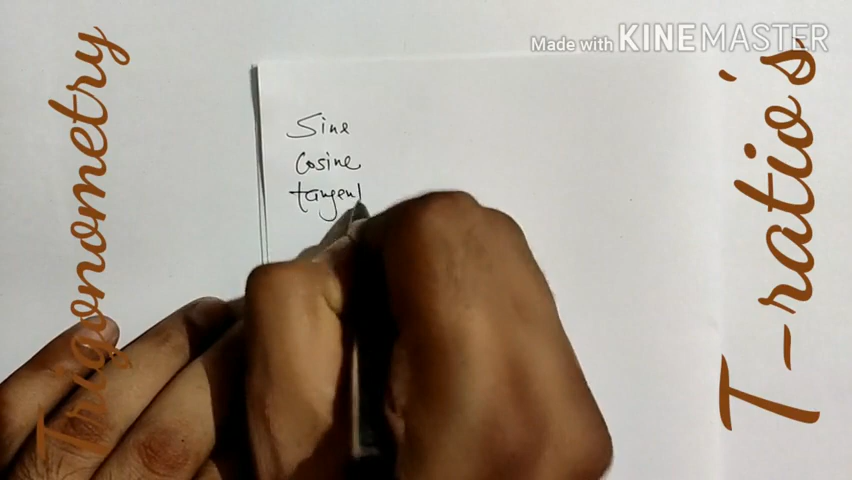 Made with KINEMASTER
Trigonometry
Sine
Cosine
tangent
T-ratio's